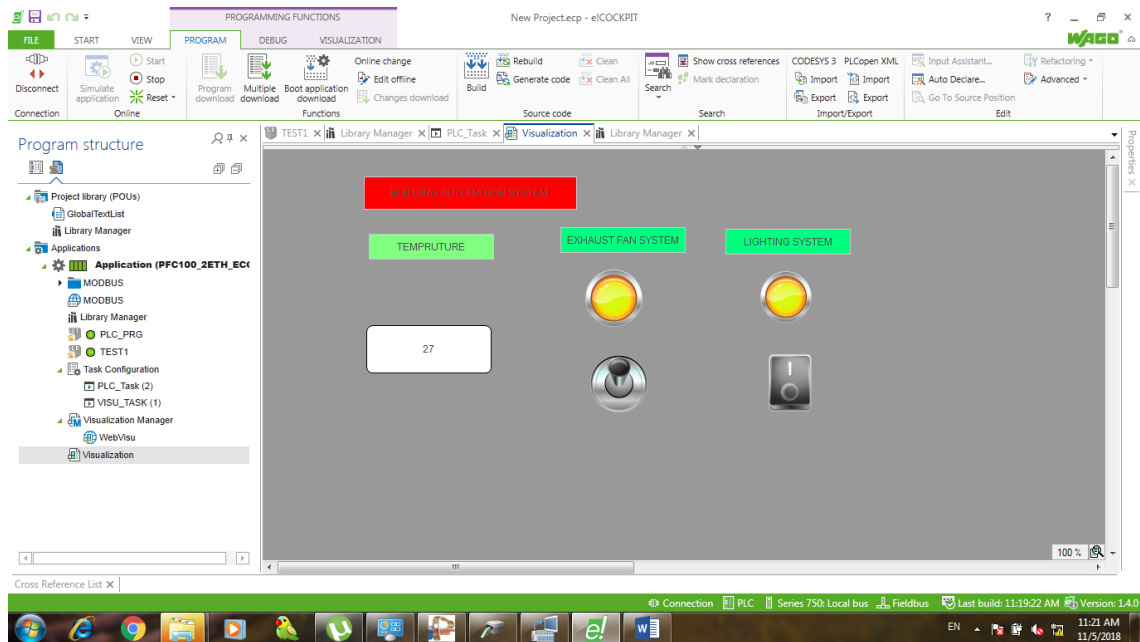 PROGRAMMING FUNCTIONS
New Project.ecp - e!COCKPIT
FILE START VIEW PROGRAM DEBUG VISUALIZATION
WAGO
Disconnect
Connection
Simulate application
Start
Stop
Reset
Online
Program download
Multiple download
Boot application download
Online change
Edit offline
Changes download
Functions
Build
Rebuild
Generate code
Clean
Clean All
Source code
Search
Show cross references
Mark declaration
Search
CODESYS 3
Import
Export
PLCopen XML
Import
Export
Import/Export
Input Assistant...
Auto Declare...
Go To Source Position
Refactoring
Advanced
Edit
Program structure
Project library (POUs)
GlobalTextList
Library Manager
Applications
Application (PFC100_2ETH_EC
MODBUS
MODBUS
Library Manager
PLC_PRG
TEST1
Task Configuration
PLC_Task (2)
VISU_TASK (1)
Visualization Manager
WebVisu
Visualization
TEST1
Library Manager
PLC_Task
Visualization
Library Manager
BUILDING AUTOMATION SYSTEM
TEMPRUTURE
EXHAUST FAN SYSTEM
LIGHTING SYSTEM
27
100 %
Properties
Cross Reference List
Connection PLC Series 750: Local bus Fieldbus Last build: 11:19:22 AM Version: 1.4.0
EN
11:21 AM
11/5/2018